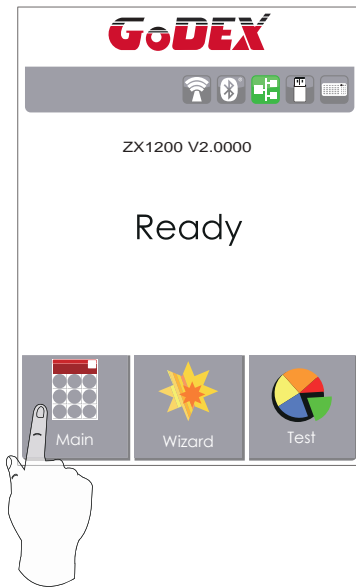 GoDEX
ZX1200 V2.0000
Ready
Main
Wizard
Test